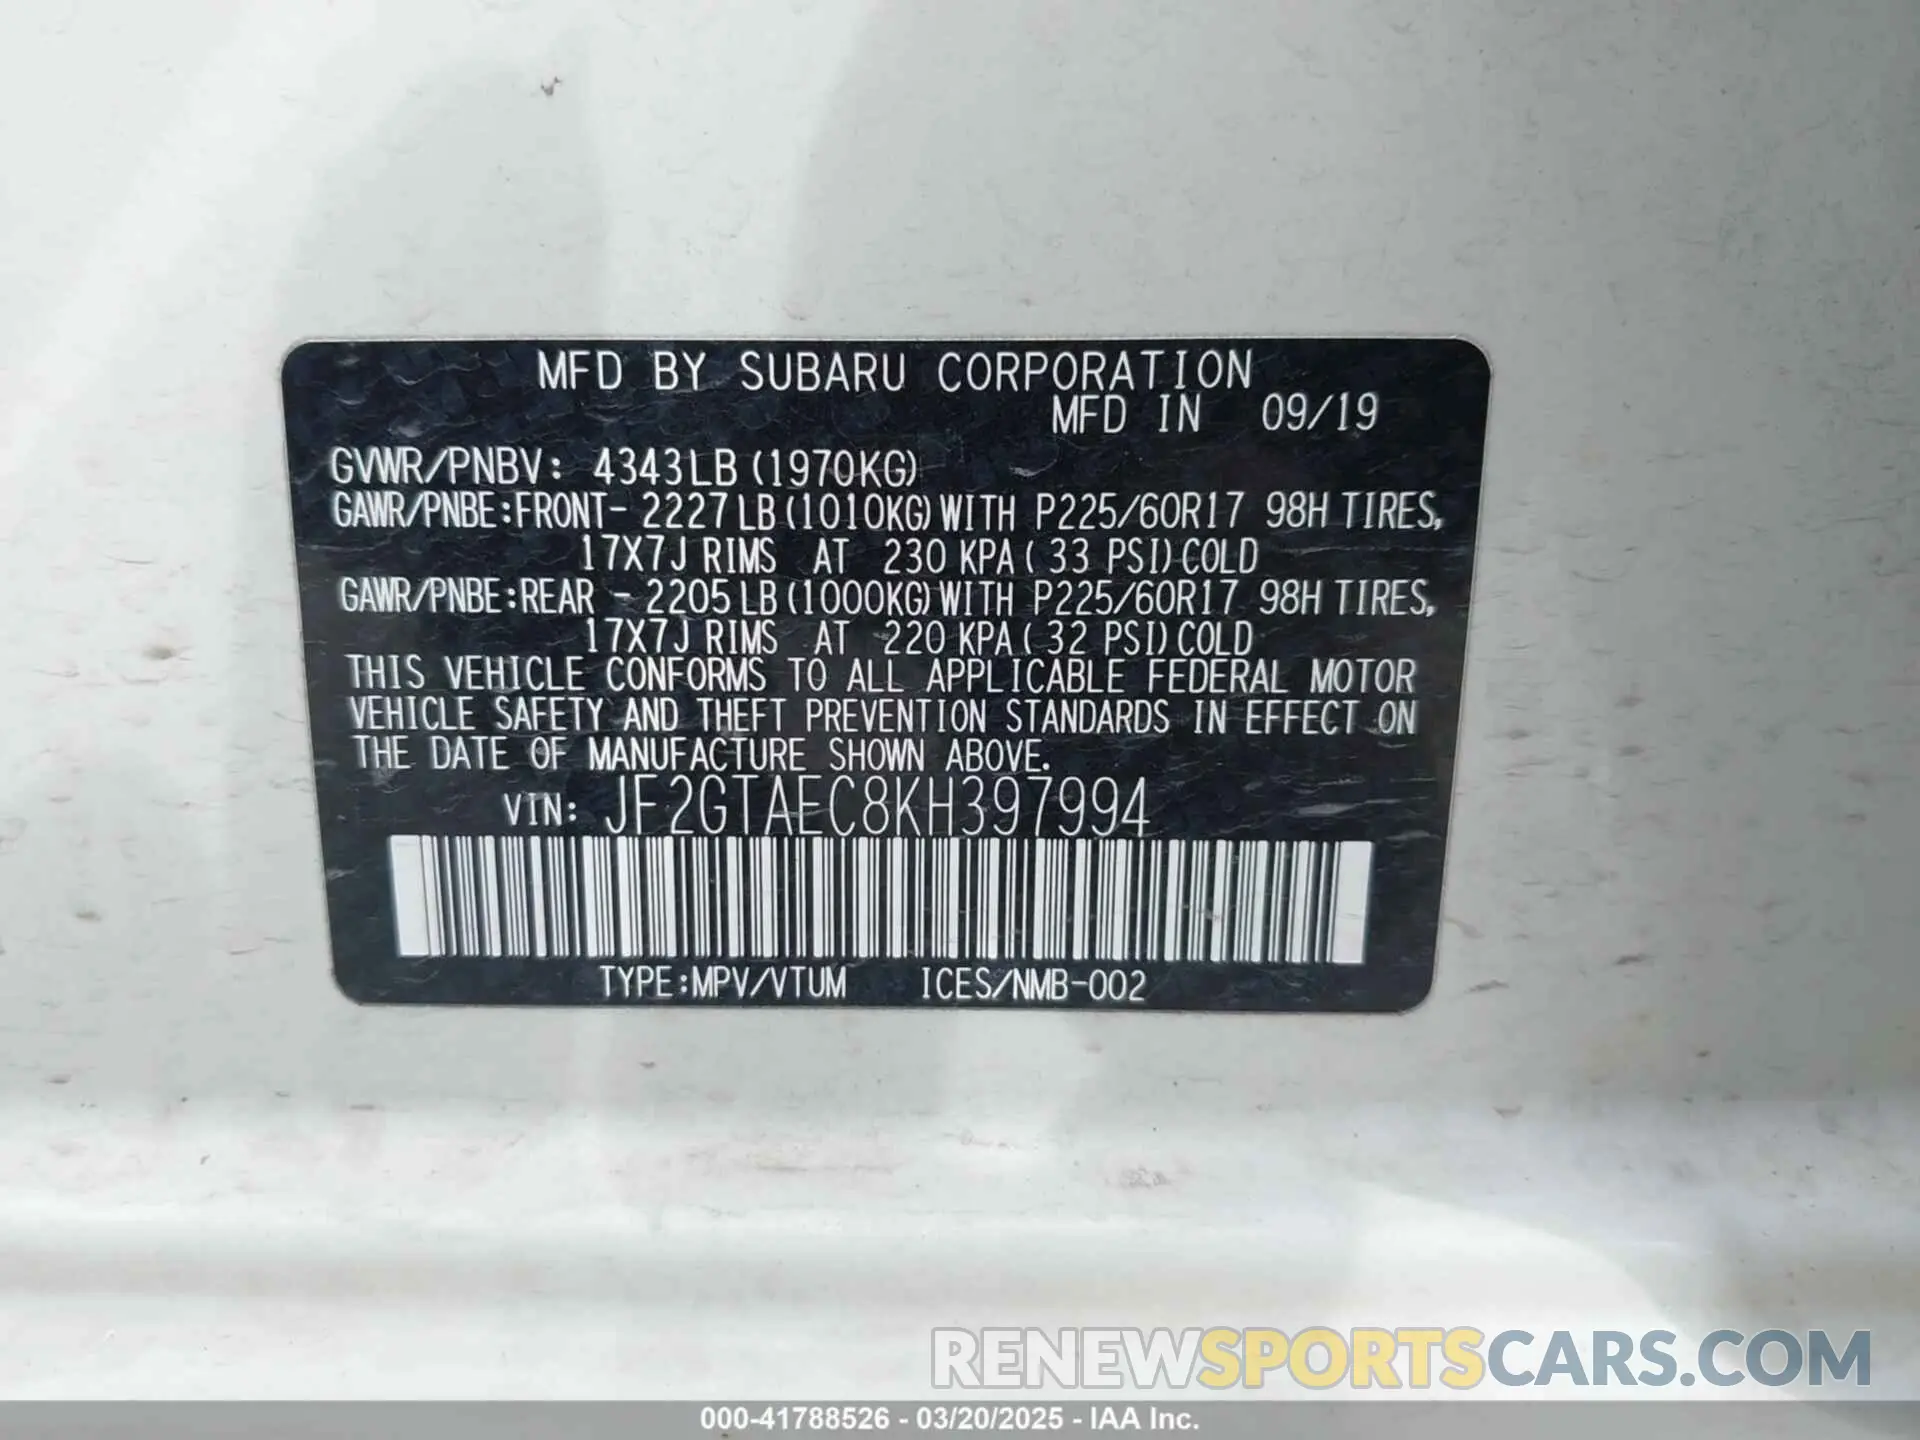 MFD BY SUBARU CORPORATION
MFD IN 09/19
GVWR/PNBV: 4343LB (1970KG)
GAWR/PNBE:FRONT- 2227LB (1010KG) WITH P225/60R17 98H TIRES,
17X7J RIMS AT 230 KPA ( 33 PSI) COLD
GAWR/PNBE:REAR - 2205LB (1000KG) WITH P225/60R17 98H TIRES,
17X7J RIMS AT 220 KPA ( 32 PSI) COLD
THIS VEHICLE CONFORMS TO ALL APPLICABLE FEDERAL MOTOR
VEHICLE SAFETY AND THEFT PREVENTION STANDARDS IN EFFECT ON
THE DATE OF MANUFACTURE SHOWN ABOVE.
VIN: JF2GTAEC8KH397994
TYPE:MPV/VTUM ICES/NMB-002
RENEWSPORTSCARS.COM
000-41788526 - 03/20/2025 - IAA Inc.